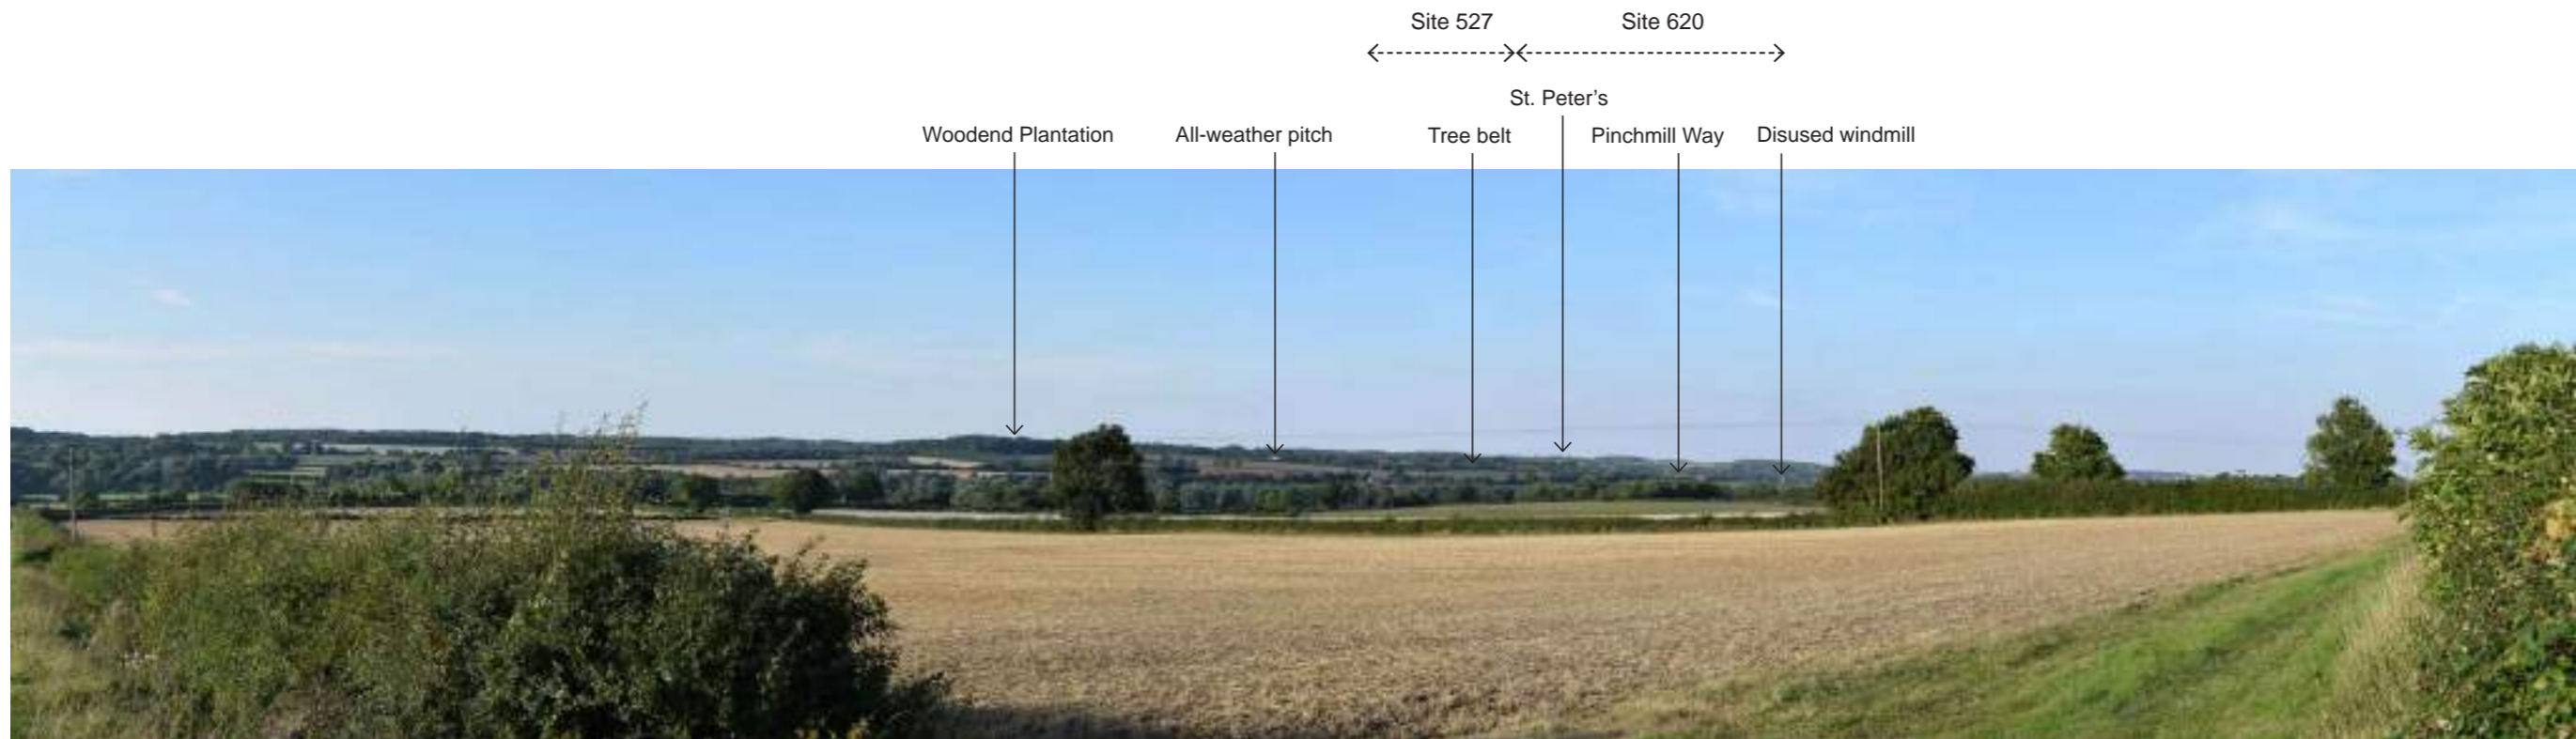 Site 527
Site 620
St. Peter's
Woodend Plantation
All-weather pitch
Tree belt
Pinchmill Way
Disused windmill